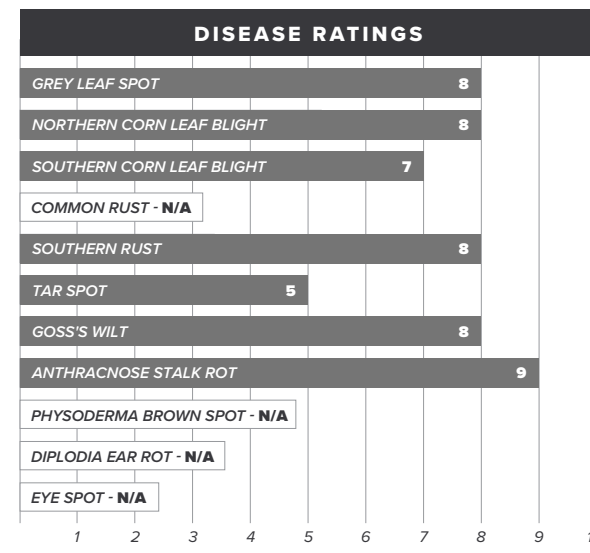 DISEASE RATINGS
GREY LEAF SPOT 8
NORTHERN CORN LEAF BLIGHT 8
SOUTHERN CORN LEAF BLIGHT 7
COMMON RUST - N/A
SOUTHERN RUST 8
TAR SPOT 5
GOSS'S WILT 8
ANTHRACNOSE STALK ROT 9
PHYSODERMA BROWN SPOT - N/A
DIPLODIA EAR ROT - N/A
EYE SPOT - N/A
1 2 3 4 5 6 7 8 9